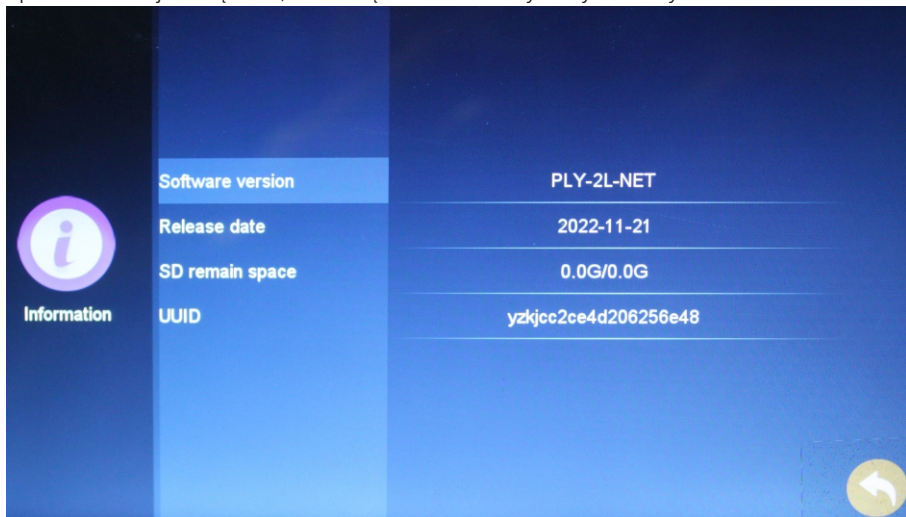 Software version PLY-2L-NET
Release date 2022-11-21
SD remain space 0.0G/0.0G
Information UUID yzkjcc2ce4d206256e48